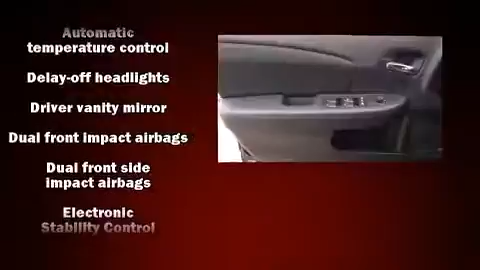 Automatic
temperature control
Delay-off headlights
Driver vanity mirror
Dual front impact airbags
Dual front side
impact airbags
Electronic
Stability Control